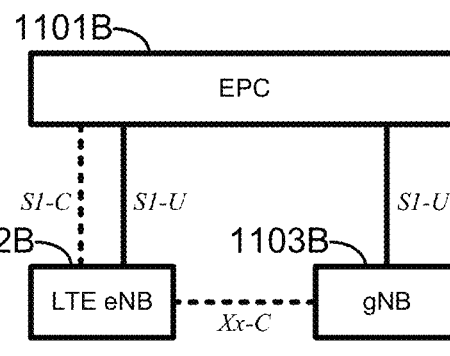 1101B
EPC
S1-C
S1-U
S1-U
2B
1103B
LTE eNB
gNB
Xx-C